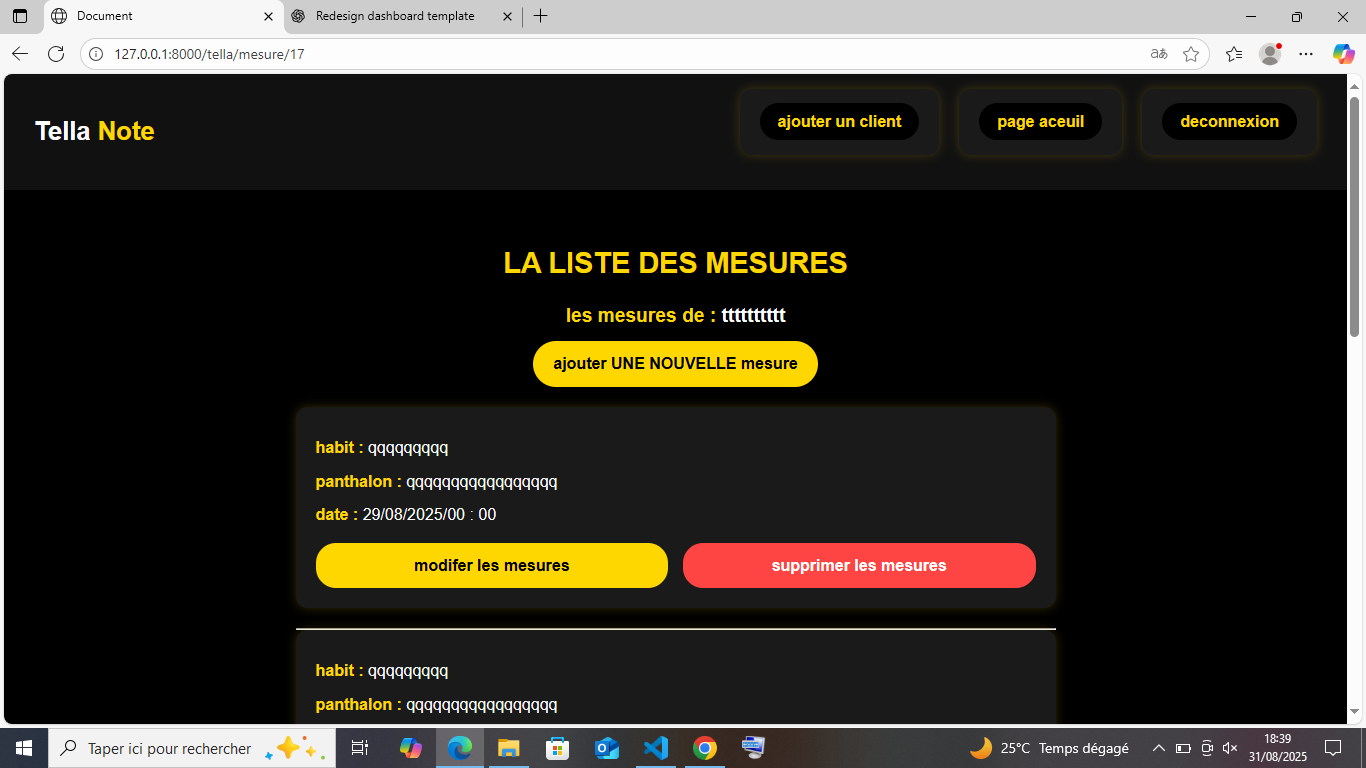 Document
Redesign dashboard template
127.0.0.1:8000/tella/mesure/17
Tella Note
ajouter un client
page aceuil
deconnexion
LA LISTE DES MESURES
les mesures de : tttttttttt
ajouter UNE NOUVELLE mesure
habit : qqqqqqqqq
panthalon : qqqqqqqqqqqqqqqqq
date : 29/08/2025/00 : 00
modifer les mesures
supprimer les mesures
habit : qqqqqqqqq
panthalon : qqqqqqqqqqqqqqqqq
Taper ici pour rechercher
25°C Temps dégagé
18:39
31/08/2025